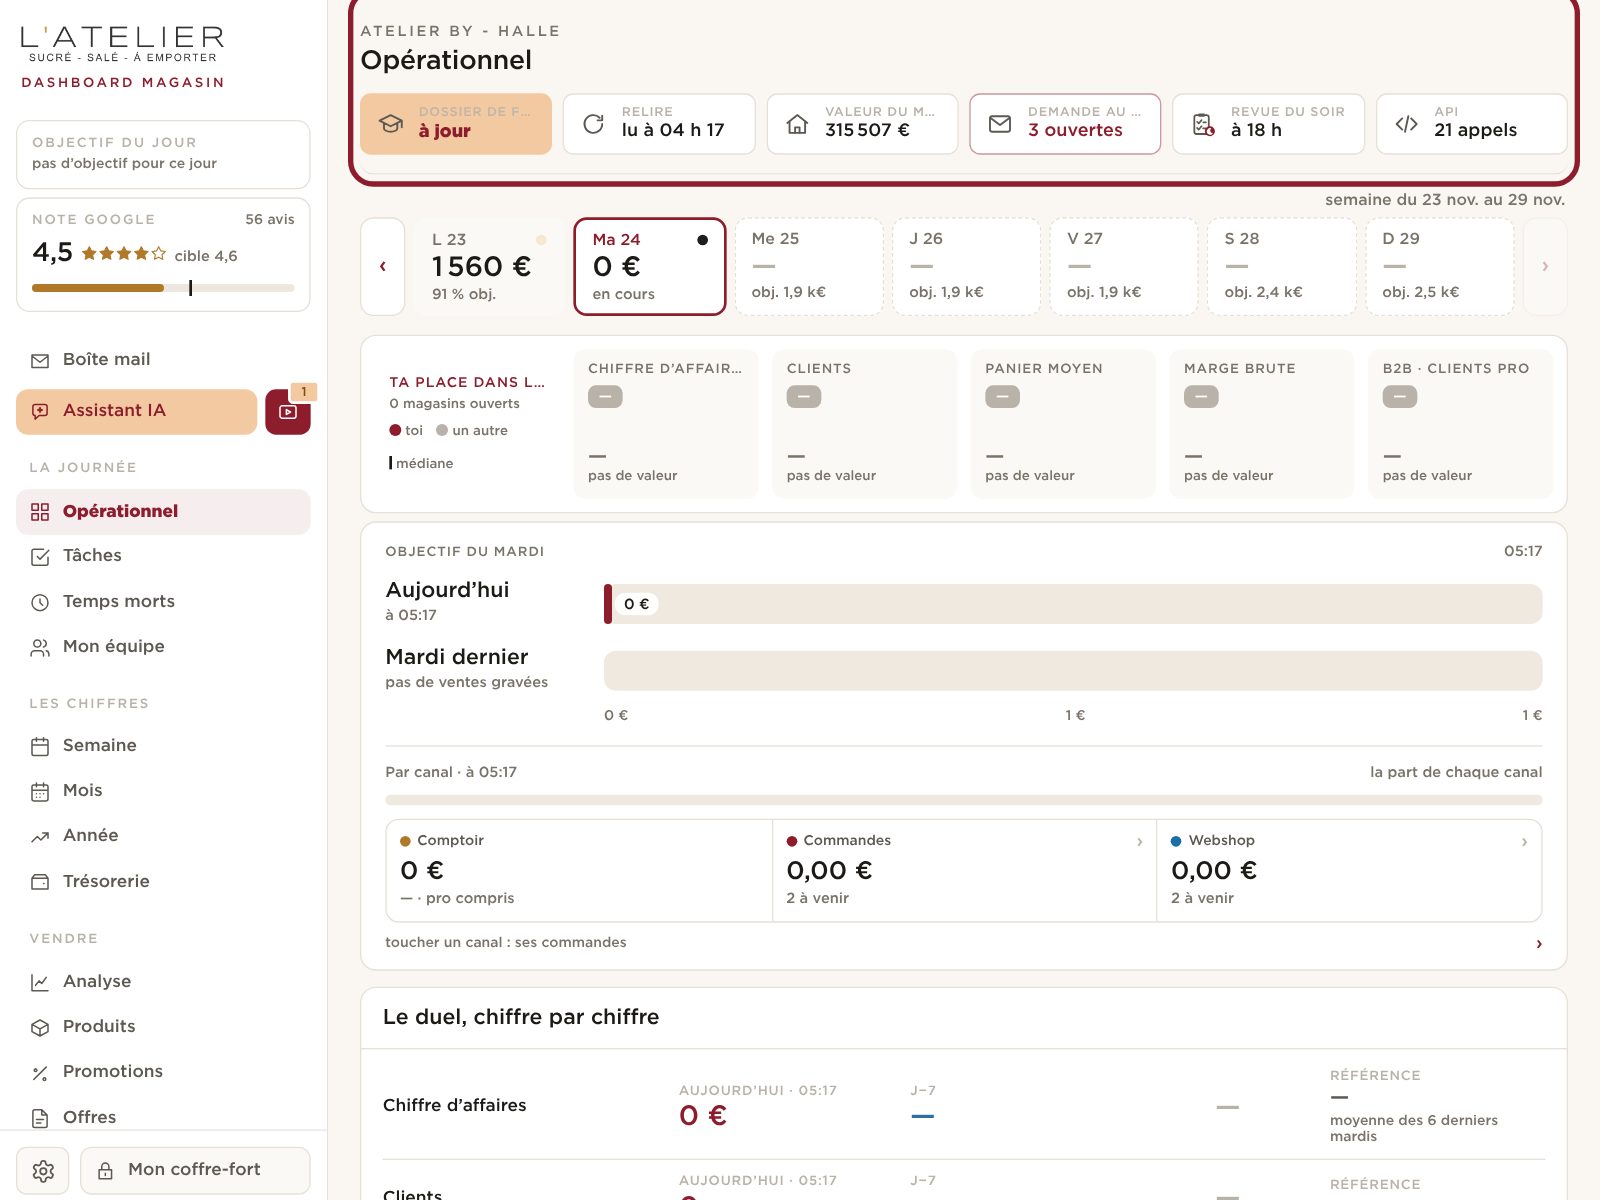 L'ATELIER
SUCRÉ - SALÉ - À EMPORTER
DASHBOARD MAGASIN
OBJECTIF DU JOUR
pas d’objectif pour ce jour
NOTE GOOGLE 56 avis
4,5 cible 4,6
Boîte mail
Assistant IA 1
LA JOURNÉE
Opérationnel
Tâches
Temps morts
Mon équipe
LES CHIFFRES
Semaine
Mois
Année
Trésorerie
VENDRE
Analyse
Produits
Promotions
Offres
Mon coffre-fort
ATELIER BY - HALLE
Opérationnel
DOSSIER DE F…
à jour
RELIRE
lu à 04 h 17
VALEUR DU M…
315 507 €
DEMANDE AU …
3 ouvertes
REVUE DU SOIR
à 18 h
API
21 appels
semaine du 23 nov. au 29 nov.
‹
L 23
1 560 €
91 % obj.
Ma 24
0 €
en cours
Me 25
—
obj. 1,9 k€
J 26
—
obj. 1,9 k€
V 27
—
obj. 1,9 k€
S 28
—
obj. 2,4 k€
D 29
—
obj. 2,5 k€
›
TA PLACE DANS L…
0 magasins ouverts
toi un autre
médiane
CHIFFRE D’AFFAIR…
—
—
pas de valeur
CLIENTS
—
—
pas de valeur
PANIER MOYEN
—
—
pas de valeur
MARGE BRUTE
—
—
pas de valeur
B2B · CLIENTS PRO
—
—
pas de valeur
OBJECTIF DU MARDI 05:17
Aujourd’hui
à 05:17
0 €
Mardi dernier
pas de ventes gravées
0 € 1 € 1 €
Par canal · à 05:17 la part de chaque canal
Comptoir
0 €
— · pro compris
Commandes ›
0,00 €
2 à venir
Webshop ›
0,00 €
2 à venir
toucher un canal : ses commandes ›
Le duel, chiffre par chiffre
Chiffre d’affaires
AUJOURD’HUI · 05:17
0 €
J−7
—
—
RÉFÉRENCE
—
moyenne des 6 derniers
mardis
Clients
AUJOURD’HUI · 05:17
J−7
—
RÉFÉRENCE